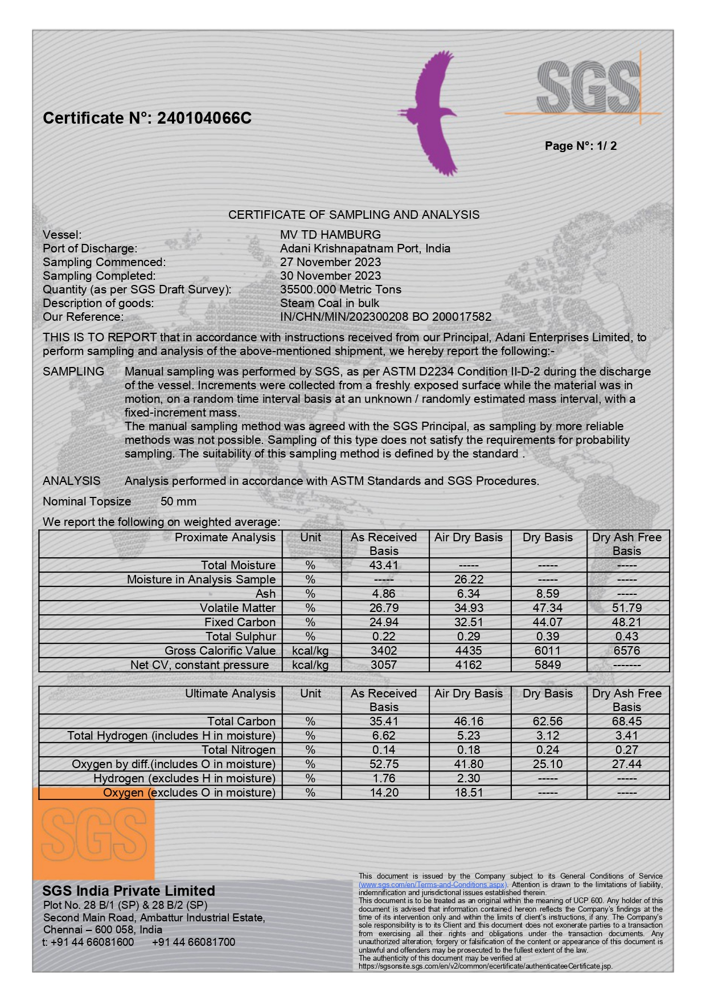 SGS
Certificate N°: 240104066C
Page N°: 1/ 2
CERTIFICATE OF SAMPLING AND ANALYSIS
Vessel: MV TD HAMBURG
Port of Discharge: Adani Krishnapatnam Port, India
Sampling Commenced: 27 November 2023
Sampling Completed: 30 November 2023
Quantity (as per SGS Draft Survey): 35500.000 Metric Tons
Description of goods: Steam Coal in bulk
Our Reference: IN/CHN/MIN/202300208 BO 200017582
THIS IS TO REPORT that in accordance with instructions received from our Principal, Adani Enterprises Limited, to
perform sampling and analysis of the above-mentioned shipment, we hereby report the following:-
SAMPLING Manual sampling was performed by SGS, as per ASTM D2234 Condition II-D-2 during the discharge
of the vessel. Increments were collected from a freshly exposed surface while the material was in
motion, on a random time interval basis at an unknown / randomly estimated mass interval, with a
fixed-increment mass.
The manual sampling method was agreed with the SGS Principal, as sampling by more reliable
methods was not possible. Sampling of this type does not satisfy the requirements for probability
sampling. The suitability of this sampling method is defined by the standard .
ANALYSIS Analysis performed in accordance with ASTM Standards and SGS Procedures.
Nominal Topsize 50 mm
We report the following on weighted average:
Proximate Analysis Unit As Received Air Dry Basis Dry Basis Dry Ash Free
Basis Basis
Total Moisture % 43.41 ----- ----- -----
Moisture in Analysis Sample % ----- 26.22 ----- -----
Ash % 4.86 6.34 8.59 -----
Volatile Matter % 26.79 34.93 47.34 51.79
Fixed Carbon % 24.94 32.51 44.07 48.21
Total Sulphur % 0.22 0.29 0.39 0.43
Gross Calorific Value kcal/kg 3402 4435 6011 6576
Net CV, constant pressure kcal/kg 3057 4162 5849 -------
Ultimate Analysis Unit As Received Air Dry Basis Dry Basis Dry Ash Free
Basis Basis
Total Carbon % 35.41 46.16 62.56 68.45
Total Hydrogen (includes H in moisture) % 6.62 5.23 3.12 3.41
Total Nitrogen % 0.14 0.18 0.24 0.27
Oxygen by diff.(includes O in moisture) % 52.75 41.80 25.10 27.44
Hydrogen (excludes H in moisture) % 1.76 2.30 ----- -----
Oxygen (excludes O in moisture) % 14.20 18.51 ----- -----
SGS
SGS India Private Limited
Plot No. 28 B/1 (SP) & 28 B/2 (SP)
Second Main Road, Ambattur Industrial Estate,
Chennai – 600 058, India
t: +91 44 66081600 +91 44 66081700
This document is issued by the Company subject to its General Conditions of Service
(www.sgs.com/en/Terms-and-Conditions.aspx). Attention is drawn to the limitations of liability,
indemnification and jurisdictional issues established therein.
This document is to be treated as an original within the meaning of UCP 600. Any holder of this
document is advised that information contained hereon reflects the Company's findings at the
time of its intervention only and within the limits of client's instructions, if any. The Company's
sole responsibility is to its Client and this document does not exonerate parties to a transaction
from exercising all their rights and obligations under the transaction documents. Any
unauthorized alteration, forgery or falsification of the content or appearance of this document is
unlawful and offenders may be prosecuted to the fullest extent of the law.
The authenticity of this document may be verified at
https://sgsonsite.sgs.com/en/v2/common/ecertificate/authenticateeCertificate.jsp.